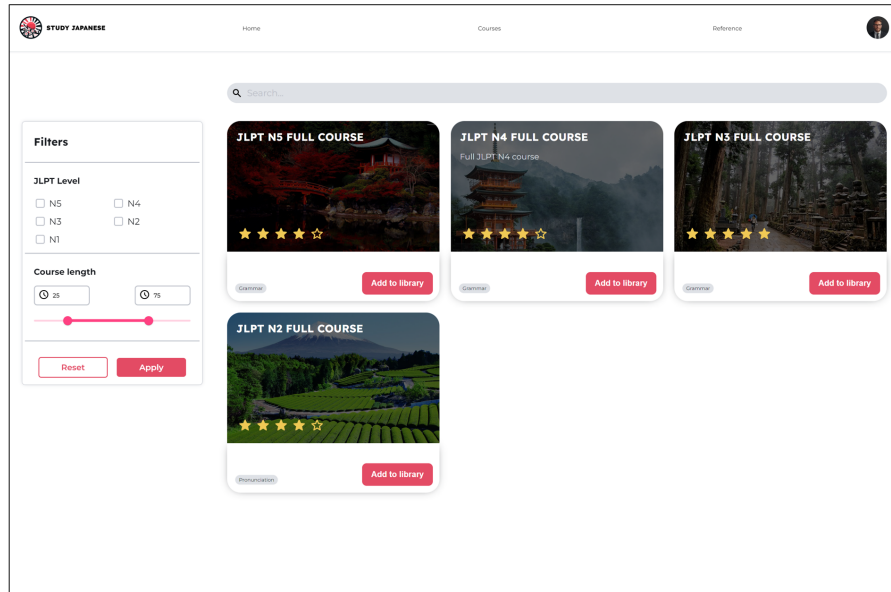 STUDY JAPANESE
Home
Courses
Reference
Search...
Filters
JLPT Level
N5
N4
N3
N2
N1
Course length
25
75
Reset
Apply
JLPT N5 FULL COURSE
Grammar
Add to library
JLPT N4 FULL COURSE
Full JLPT N4 course
Grammar
Add to library
JLPT N3 FULL COURSE
Grammar
Add to library
JLPT N2 FULL COURSE
Pronunciation
Add to library